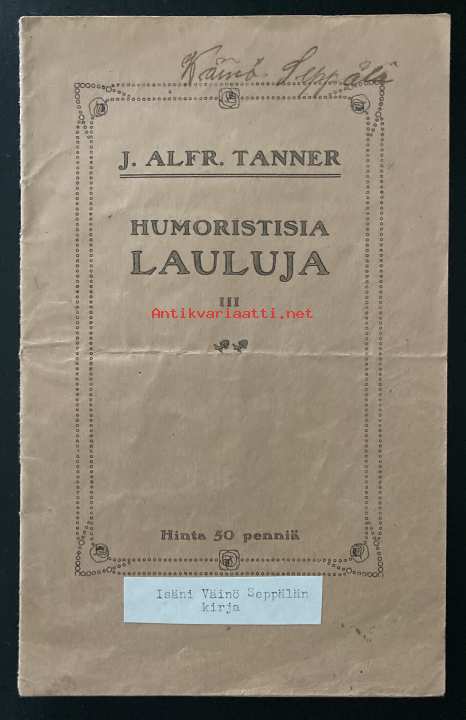 Väinö Seppälä
J. ALFR. TANNER
HUMORISTISIA
LAULUJA
III
Antikvariaatti.net
Hinta 50 penniä
Isäni Väinö Seppälän
kirja